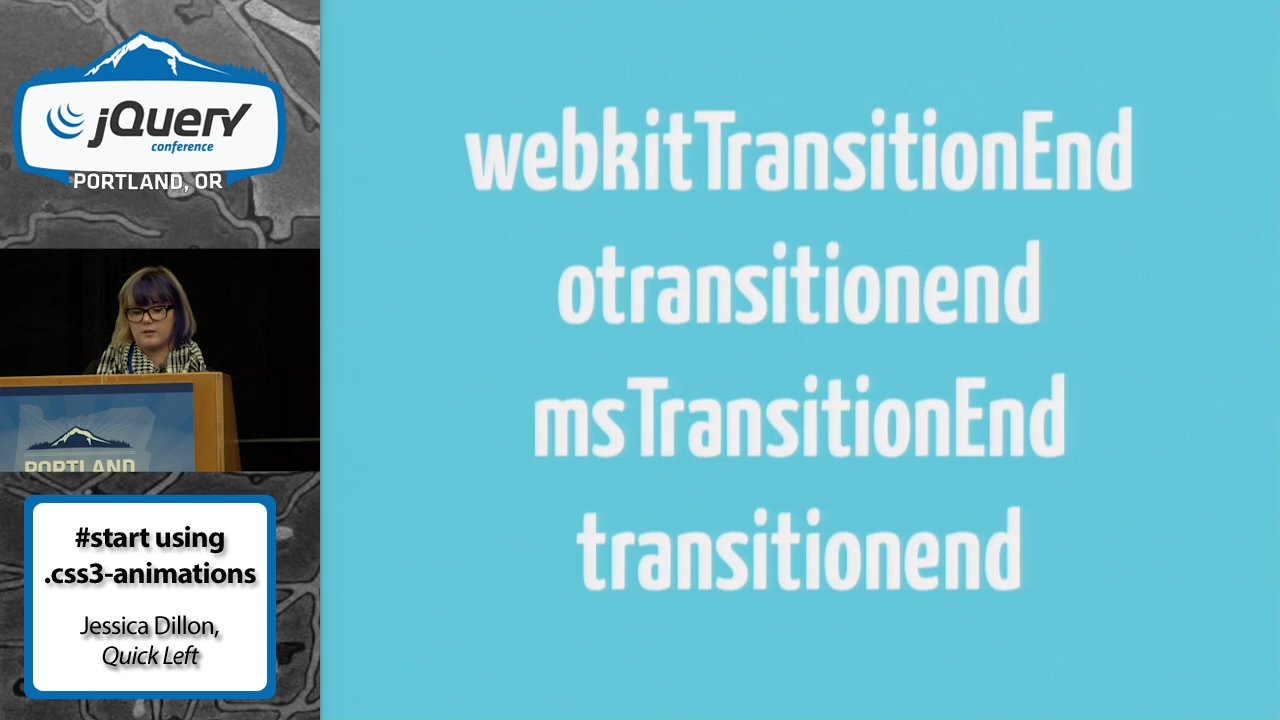 jQuery
conference
PORTLAND, OR
PORTLAND
#start using
.css3-animations
Jessica Dillon,
Quick Left
webkitTransitionEnd
otransitionend
msTransitionEnd
transitionend